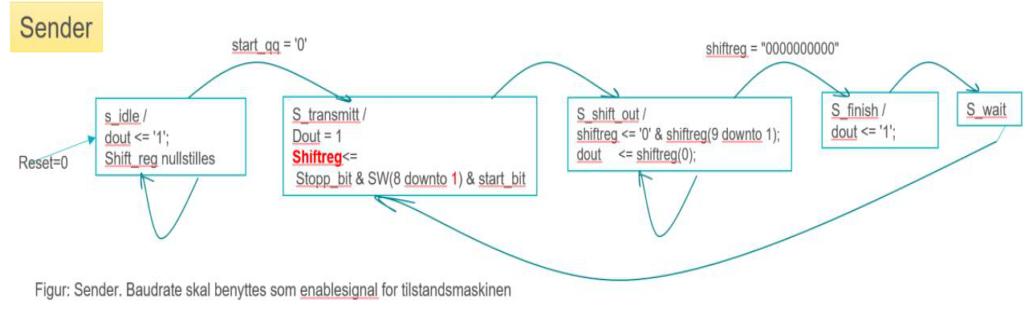 Sender
start_qq = '0'
shiftreg = "0000000000"
s_idle /
dout <= '1';
Shift_reg nullstilles
Reset=0
S_transmitt /
Dout = 1
Shiftreg<=
Stopp_bit & SW(8 downto 1) & start_bit
S_shift_out /
shiftreg <= '0' & shiftreg(9 downto 1);
dout <= shiftreg(0);
S_finish /
dout <= '1';
S_wait
Figur: Sender. Baudrate skal benyttes som enablesignal for tilstandsmaskinen